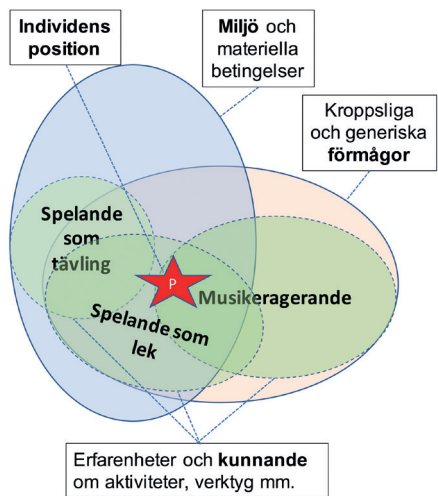 Individens
position
Miljö och
materiella
betingelser
Kroppsliga
och generiska
förmågor
Spelande
som
tävling
P
Musikeragerande
Spelande som
lek
Erfarenheter och kunnande
om aktiviteter, verktyg mm.